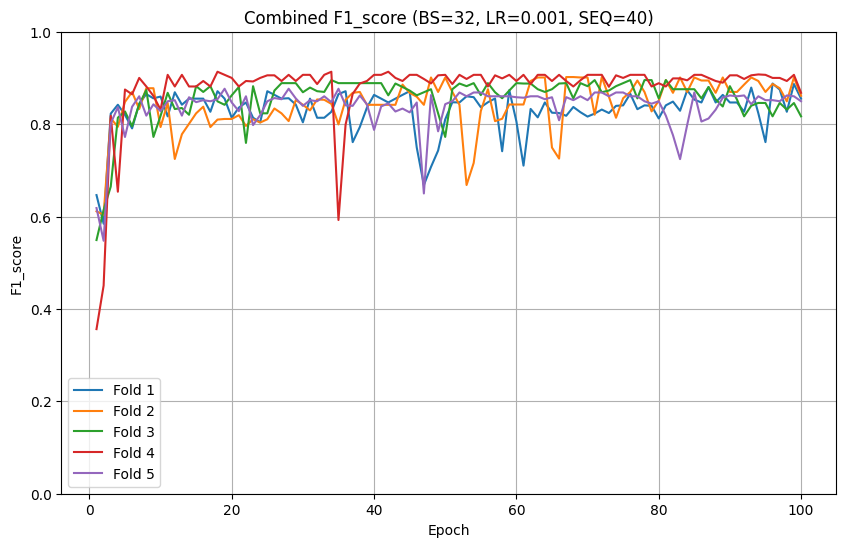 Combined F1_score (BS=32, LR=0.001, SEQ=40)
1.0
0.8
0.6
0.4
0.2
0.0
F1_score
Fold 1
Fold 2
Fold 3
Fold 4
Fold 5
0 20 40 60 80 100
Epoch